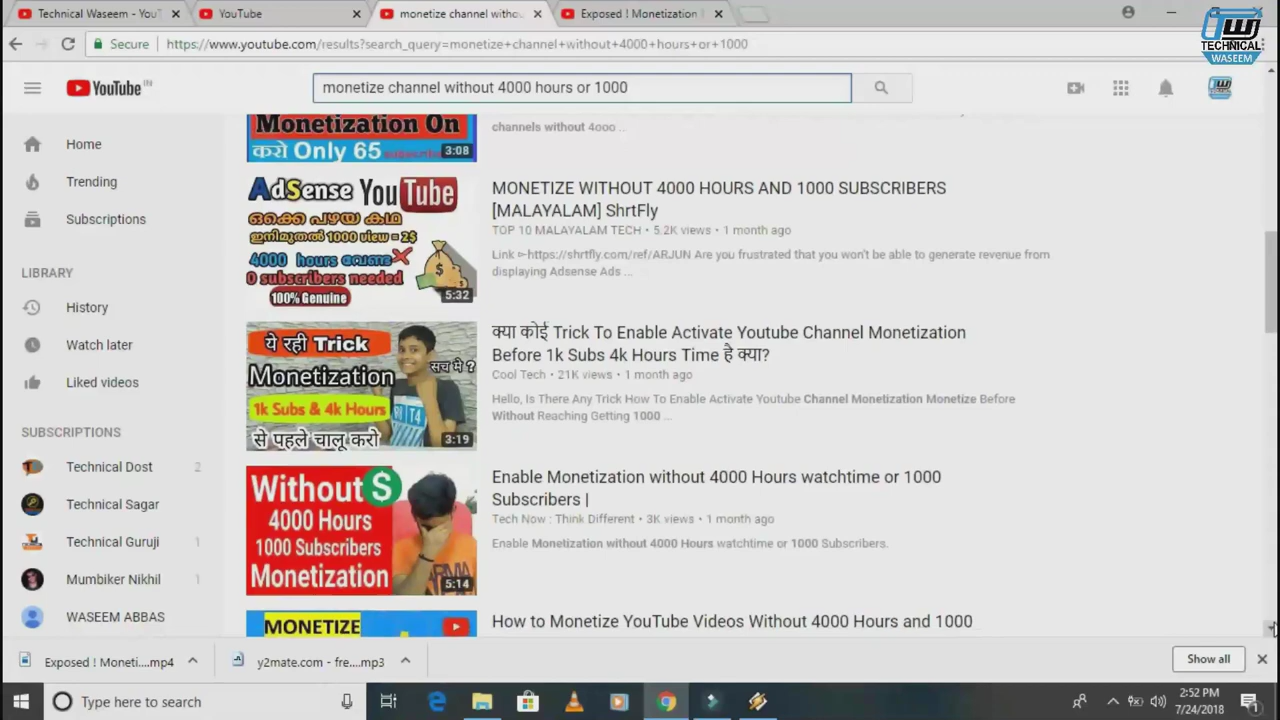 Technical Waseem - YouT
YouTube
monetize channel withou
Exposed ! Monetization
Secure
https://www.youtube.com/results?search_query=monetize+channel+without+4000+hours+or+1000
TECHNICAL
WASEEM
YouTube IN
monetize channel without 4000 hours or 1000
Home
Trending
Subscriptions
LIBRARY
History
Watch later
Liked videos
SUBSCRIPTIONS
Technical Dost 2
Technical Sagar
Technical Guruji 1
Mumbiker Nikhil 1
WASEEM ABBAS
Monetization On
करो Only 65
3:08
channels without 4000 ...
AdSense YouTube
ഒക്കെ പഴയ കഥ
ഇനിമുതൽ 1000 view = 2$
4000 hours വേണ്ട
0 subscribers needed
100% Genuine
5:32
MONETIZE WITHOUT 4000 HOURS AND 1000 SUBSCRIBERS
[MALAYALAM] ShrtFly
TOP 10 MALAYALAM TECH • 5.2K views • 1 month ago
Link ➳https://shrtfly.com/ref/ARJUN Are you frustrated that you won't be able to generate revenue from
displaying Adsense Ads ...
ये रही Trick
सच मे ?
Monetization
1k Subs & 4k Hours
से पहले चालू करो
3:19
क्या कोई Trick To Enable Activate Youtube Channel Monetization
Before 1k Subs 4k Hours Time है क्या?
Cool Tech • 21K views • 1 month ago
Hello, Is There Any Trick How To Enable Activate Youtube Channel Monetization Monetize Before
Without Reaching Getting 1000 ...
Without $
4000 Hours
1000 Subscribers
Monetization
5:14
Enable Monetization without 4000 Hours watchtime or 1000
Subscribers |
Tech Now : Think Different • 3K views • 1 month ago
Enable Monetization without 4000 Hours watchtime or 1000 Subscribers.
MONETIZE
How to Monetize YouTube Videos Without 4000 Hours and 1000
Exposed ! Moneti....mp4
y2mate.com - fre....mp3
Show all
Type here to search
2:52 PM
7/24/2018
1